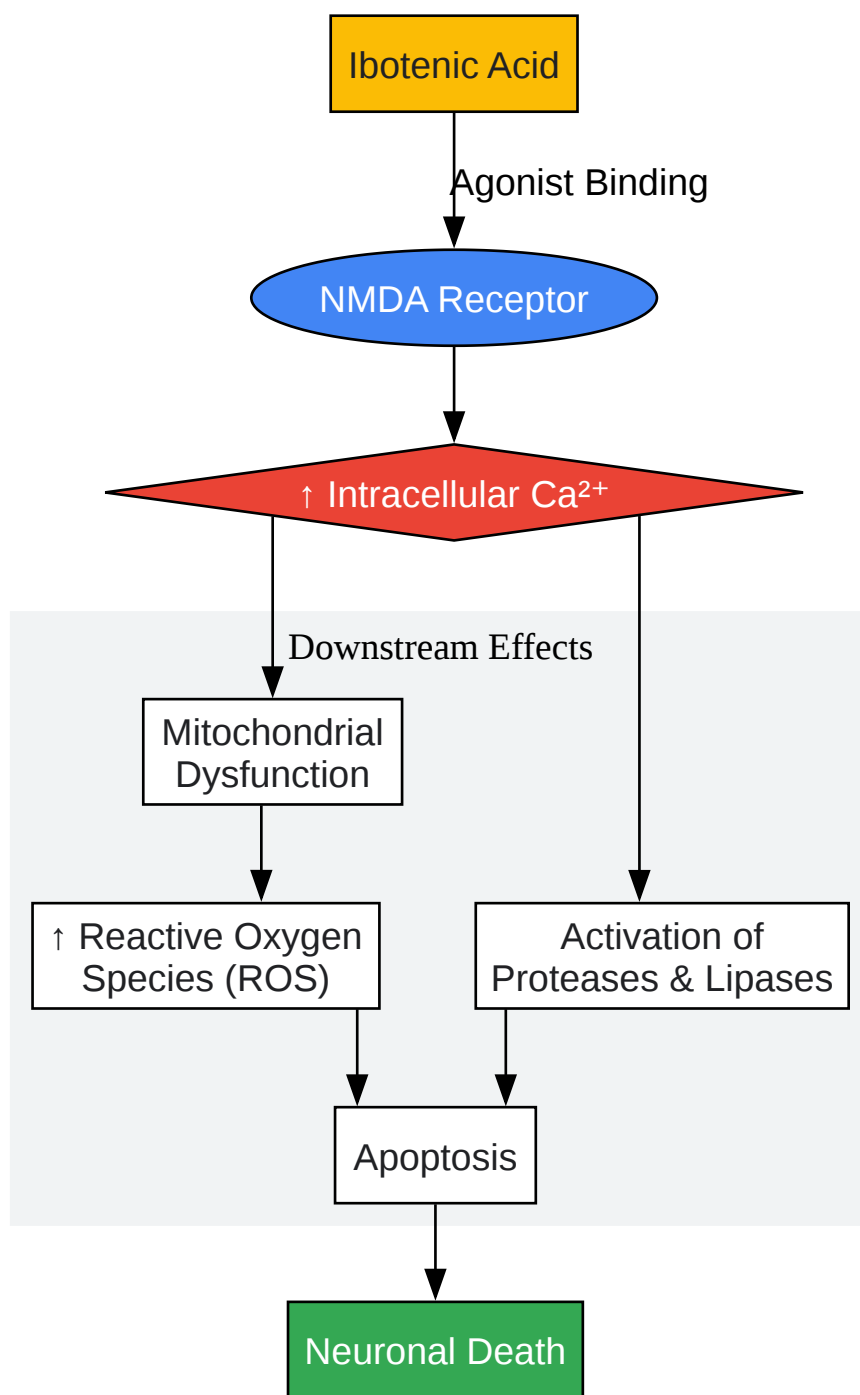 Ibotenic Acid
Agonist Binding
NMDA Receptor
↑ Intracellular Ca²⁺
Downstream Effects
Mitochondrial
Dysfunction
↑ Reactive Oxygen
Species (ROS)
Activation of
Proteases & Lipases
Apoptosis
Neuronal Death